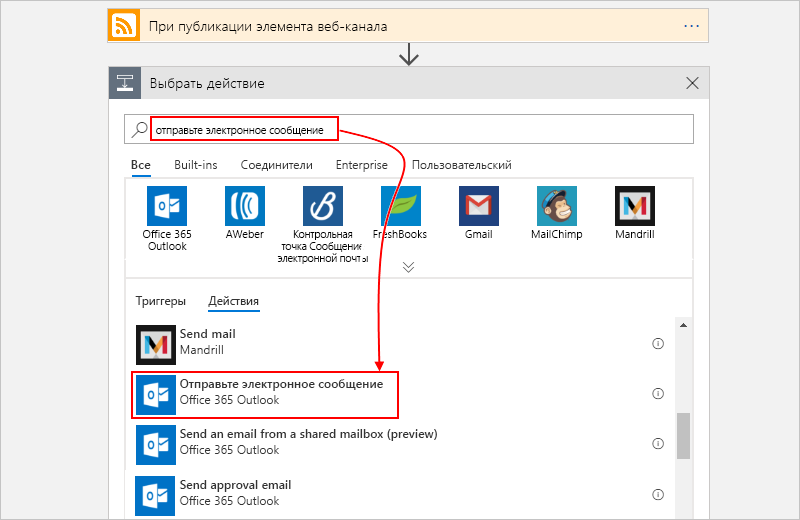 При публикации элемента веб-канала
Выбрать действие
отправьте электронное сообщение
Все Built-ins Соединители Enterprise Пользовательский
Office 365
Outlook
AWeber
Контрольная
точка Сообщение
электронной почты
FreshBooks
Gmail
MailChimp
Mandrill
Триггеры Действия
Send mail
Mandrill
Отправьте электронное сообщение
Office 365 Outlook
Send an email from a shared mailbox (preview)
Office 365 Outlook
Send approval email
Office 365 Outlook